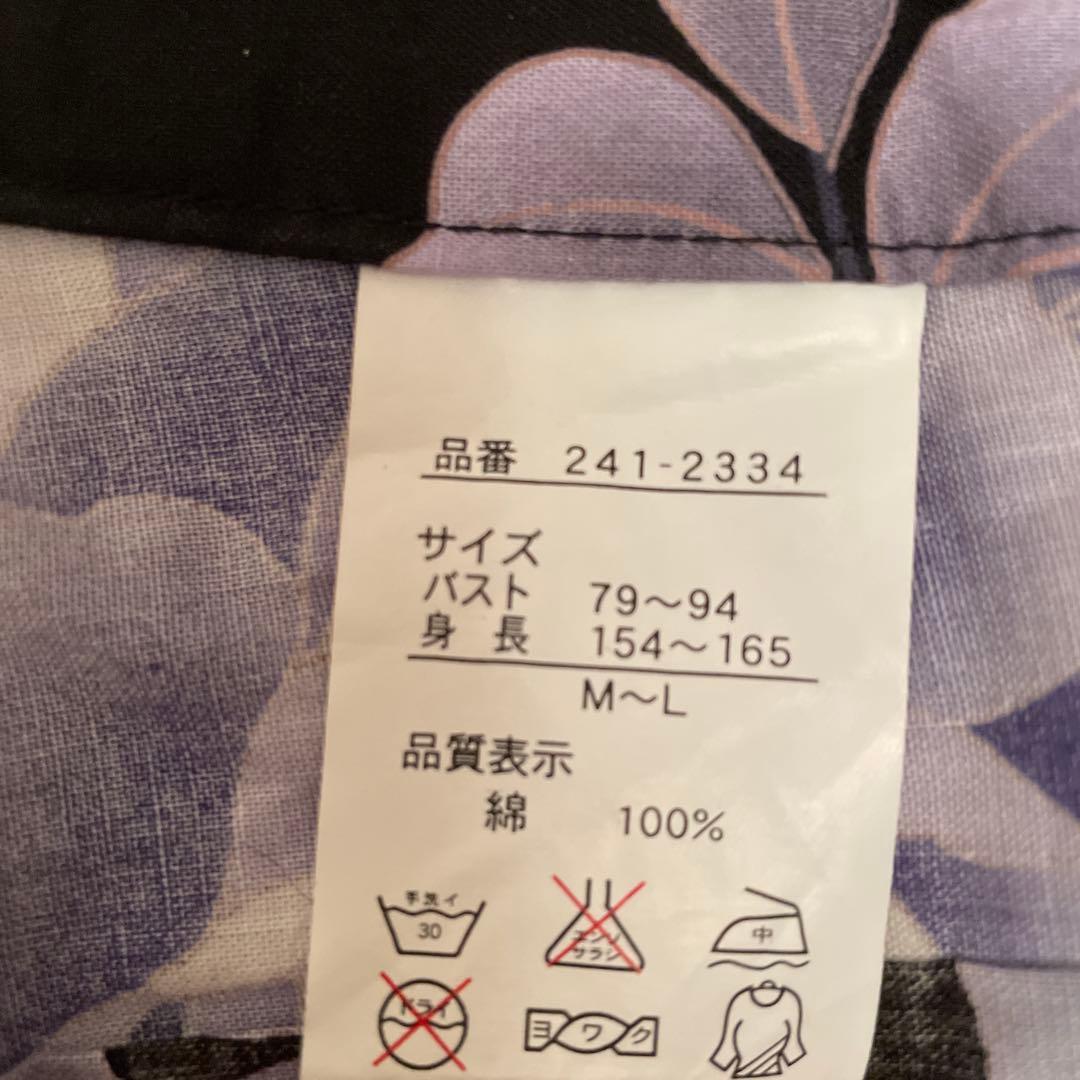 品番 241-2334
サイズ
バスト 79～94
身長 154～165
M～L
品質表示
綿 100%
手洗イ
30
エンソ
サラシ
中
ドライ
ヨワク